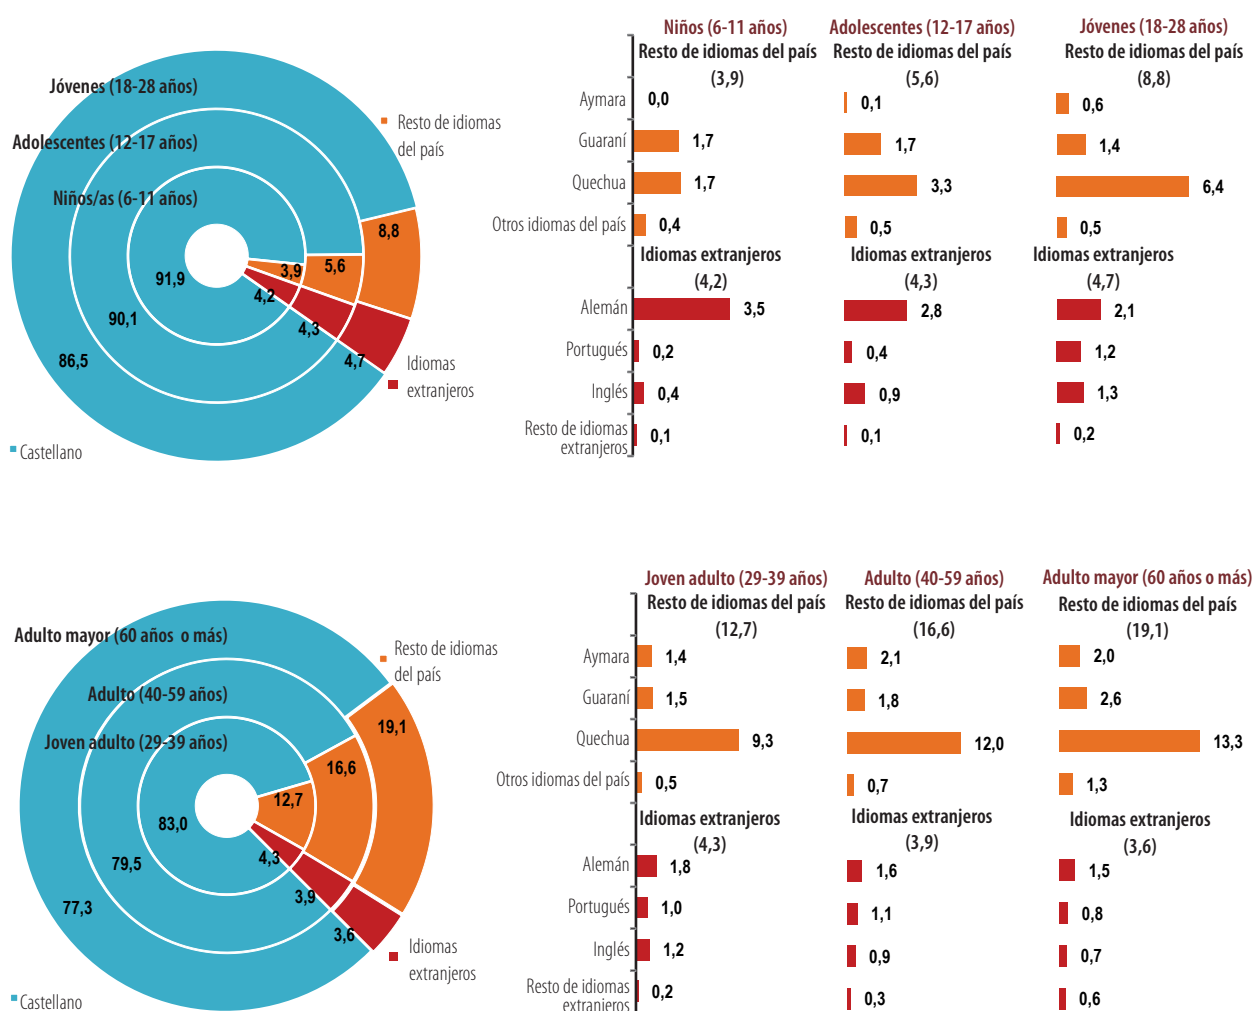 Jóvenes (18-28 años)
Adolescentes (12-17 años)
Niños/as (6-11 años)
Resto de idiomas
del país
8,8
5,6
3,9
91,9
4,2
90,1
4,3
86,5
4,7
Idiomas
extranjeros
Castellano
Niños (6-11 años)
Resto de idiomas del país
(3,9)
Adolescentes (12-17 años)
Resto de idiomas del país
(5,6)
Jóvenes (18-28 años)
Resto de idiomas del país
(8,8)
Aymara 0,0 0,1 0,6
Guaraní 1,7 1,7 1,4
Quechua 1,7 3,3 6,4
Otros idiomas del país 0,4 0,5 0,5
Idiomas extranjeros
(4,2)
Idiomas extranjeros
(4,3)
Idiomas extranjeros
(4,7)
Alemán 3,5 2,8 2,1
Portugués 0,2 0,4 1,2
Inglés 0,4 0,9 1,3
Resto de idiomas
extranjeros 0,1 0,1 0,2
Adulto mayor (60 años o más)
Adulto (40-59 años)
Joven adulto (29-39 años)
Resto de idiomas
del país
19,1
16,6
12,7
83,0
4,3
79,5
3,9
77,3
3,6
Idiomas
extranjeros
Castellano
Joven adulto (29-39 años)
Resto de idiomas del país
(12,7)
Adulto (40-59 años)
Resto de idiomas del país
(16,6)
Adulto mayor (60 años o más)
Resto de idiomas del país
(19,1)
Aymara 1,4 2,1 2,0
Guaraní 1,5 1,8 2,6
Quechua 9,3 12,0 13,3
Otros idiomas del país 0,5 0,7 1,3
Idiomas extranjeros
(4,3)
Idiomas extranjeros
(3,9)
Idiomas extranjeros
(3,6)
Alemán 1,8 1,6 1,5
Portugués 1,0 1,1 0,8
Inglés 1,2 0,9 0,7
Resto de idiomas
extranjeros 0,2 0,3 0,6